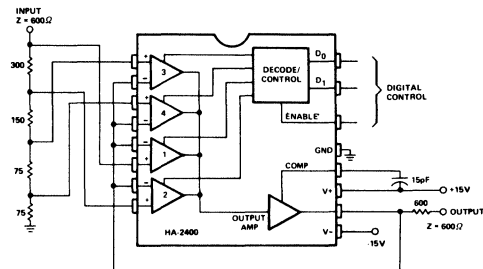 INPUT
Z = 600Ω
300
150
75
75
+
−
3
−
+
4
−
−
1
+
−
2
+
DECODE/
CONTROL
D0
D1
ENABLE
DIGITAL
CONTROL
GND
COMP
15pF
V+
+15V
OUTPUT
AMP
600
OUTPUT
Z = 600Ω
V−
-15V
HA-2400